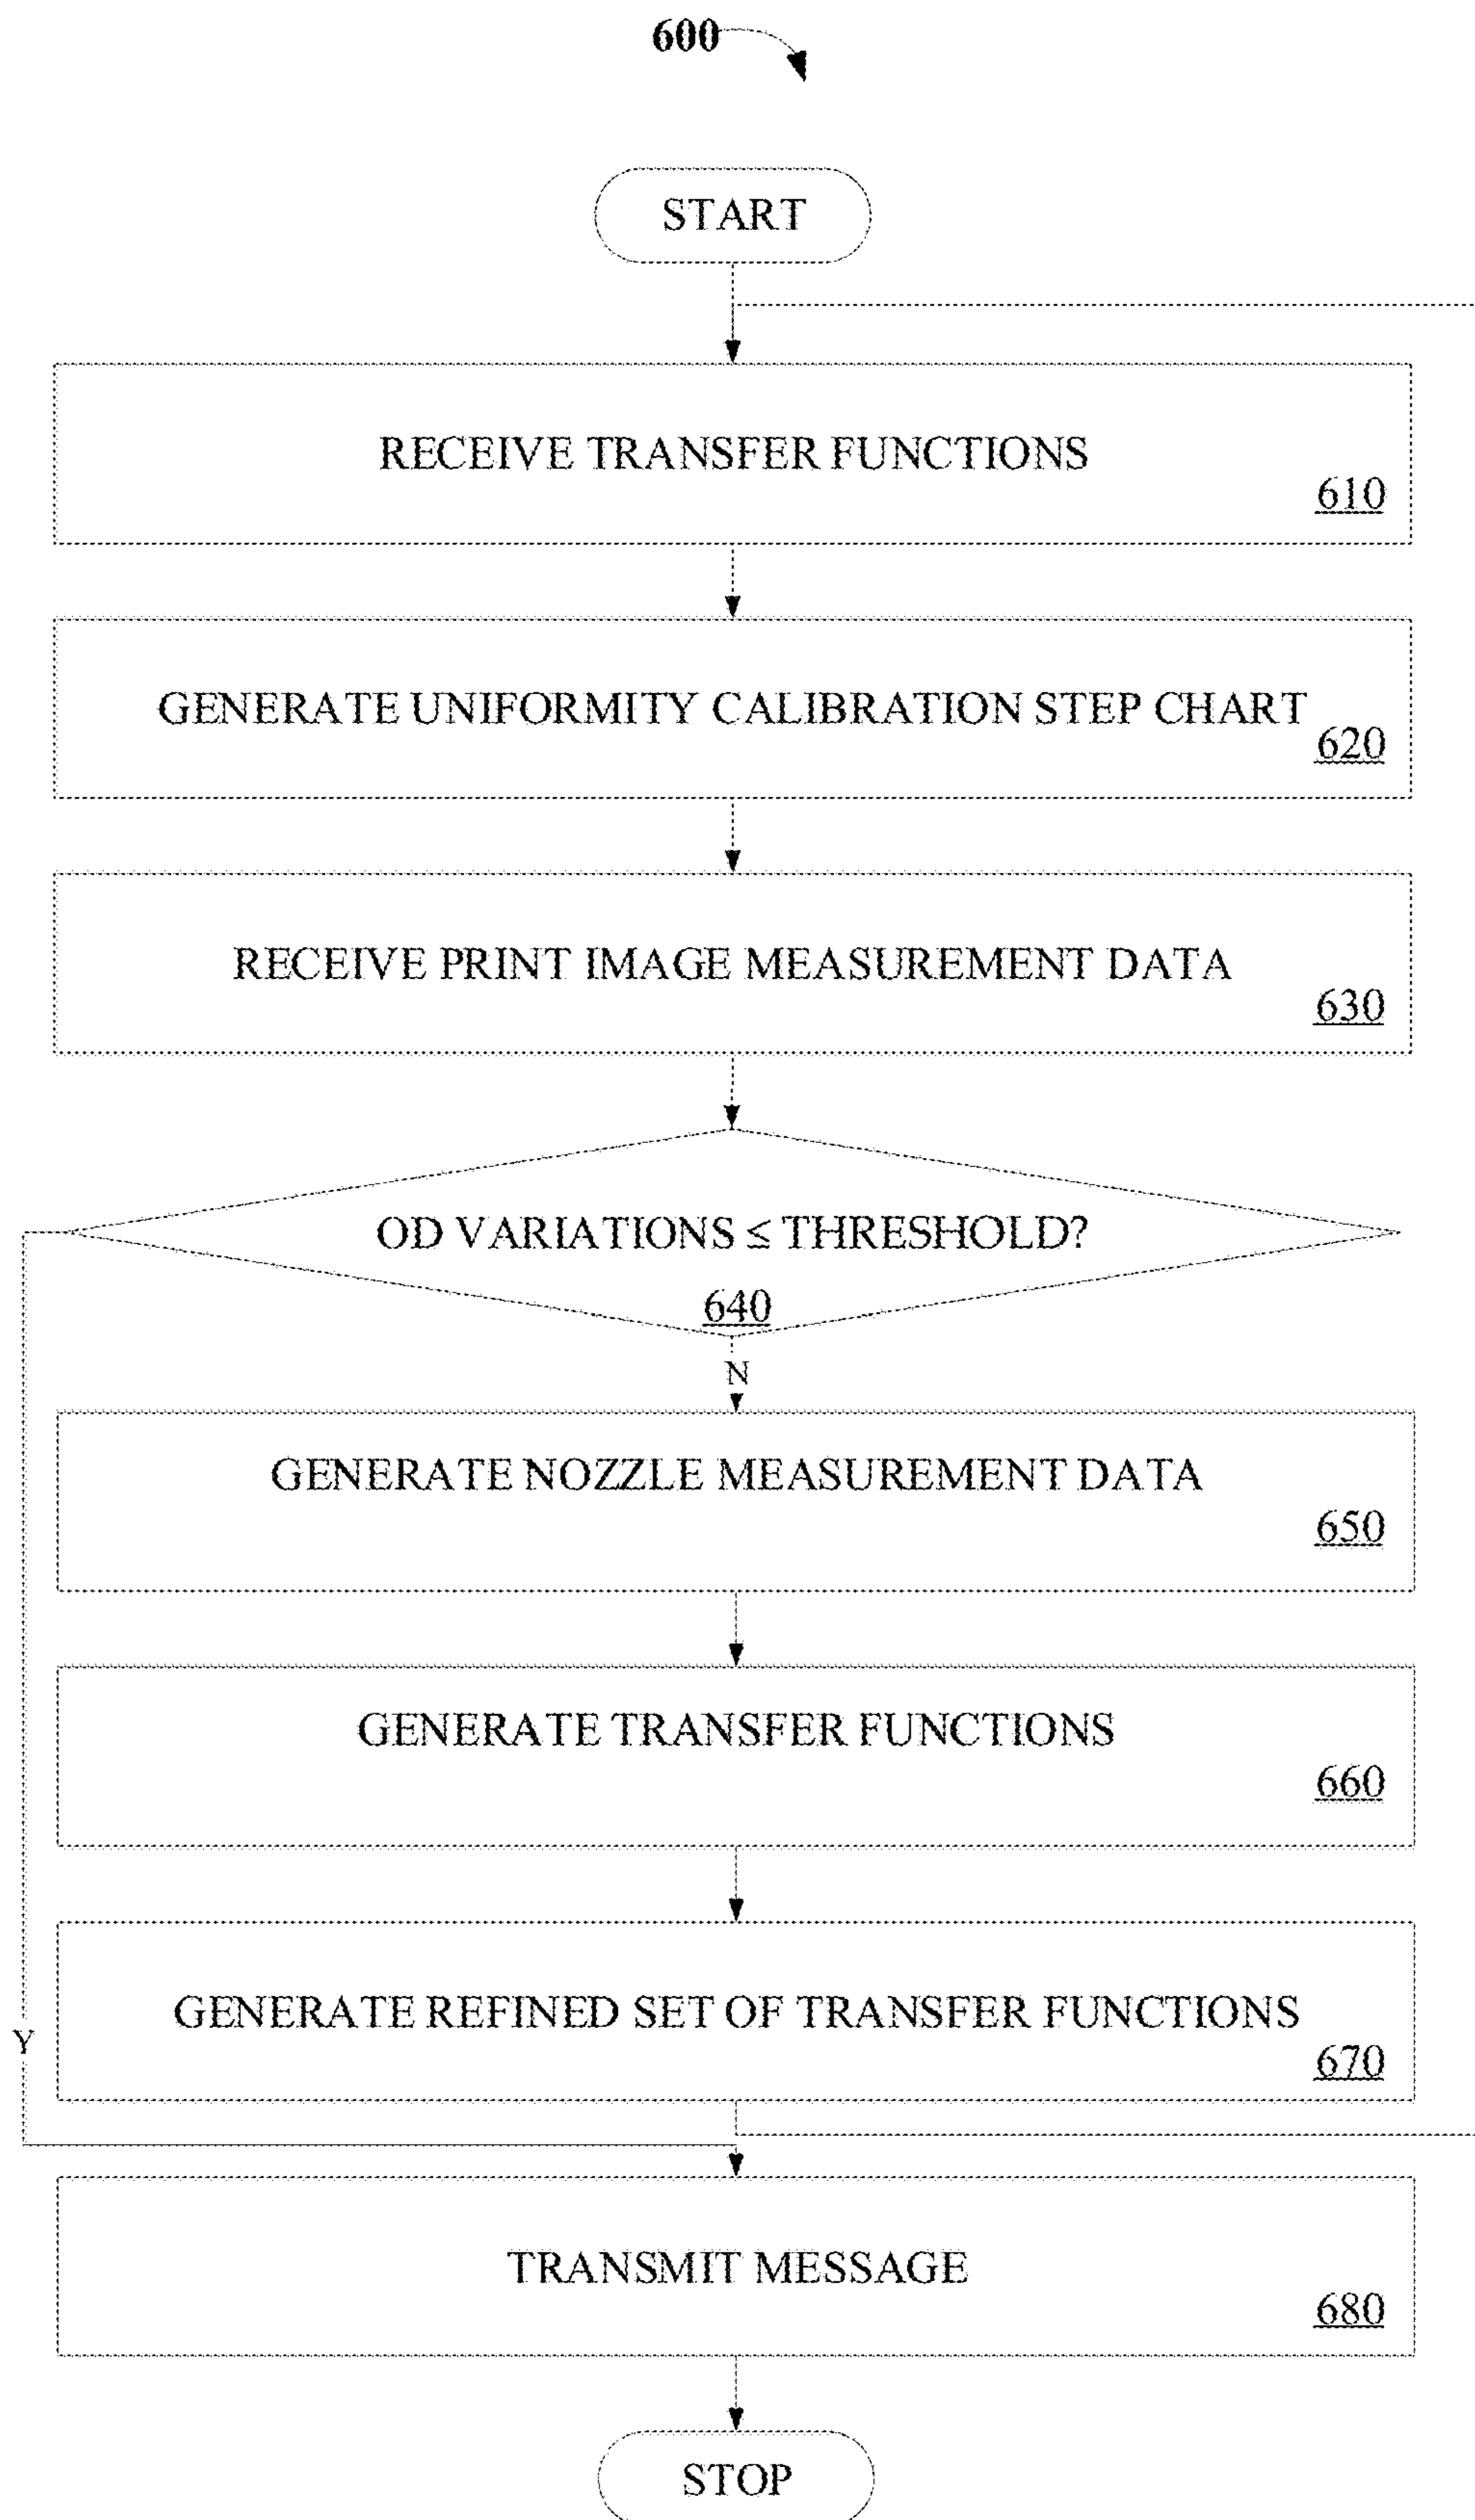 600
START
RECEIVE TRANSFER FUNCTIONS
610
GENERATE UNIFORMITY CALIBRATION STEP CHART
620
RECEIVE PRINT IMAGE MEASUREMENT DATA
630
OD VARIATIONS ≤ THRESHOLD?
640
N
GENERATE NOZZLE MEASUREMENT DATA
650
GENERATE TRANSFER FUNCTIONS
660
GENERATE REFINED SET OF TRANSFER FUNCTIONS
Y
670
TRANSMIT MESSAGE
680
STOP